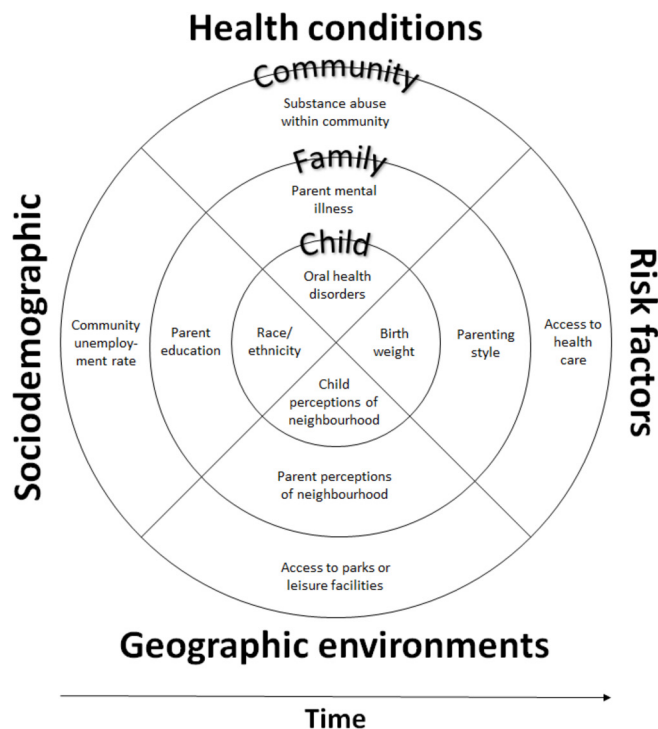 Health conditions
Community
Substance abuse
within community
Family
Parent mental
illness
Child
Oral health
disorders
Sociodemographic
Community
unemploy-
ment rate
Parent
education
Race/
ethnicity
Birth
weight
Parenting
style
Access to
health
care
Risk factors
Child
perceptions of
neighbourhood
Parent perceptions
of neighbourhood
Access to parks or
leisure facilities
Geographic environments
Time